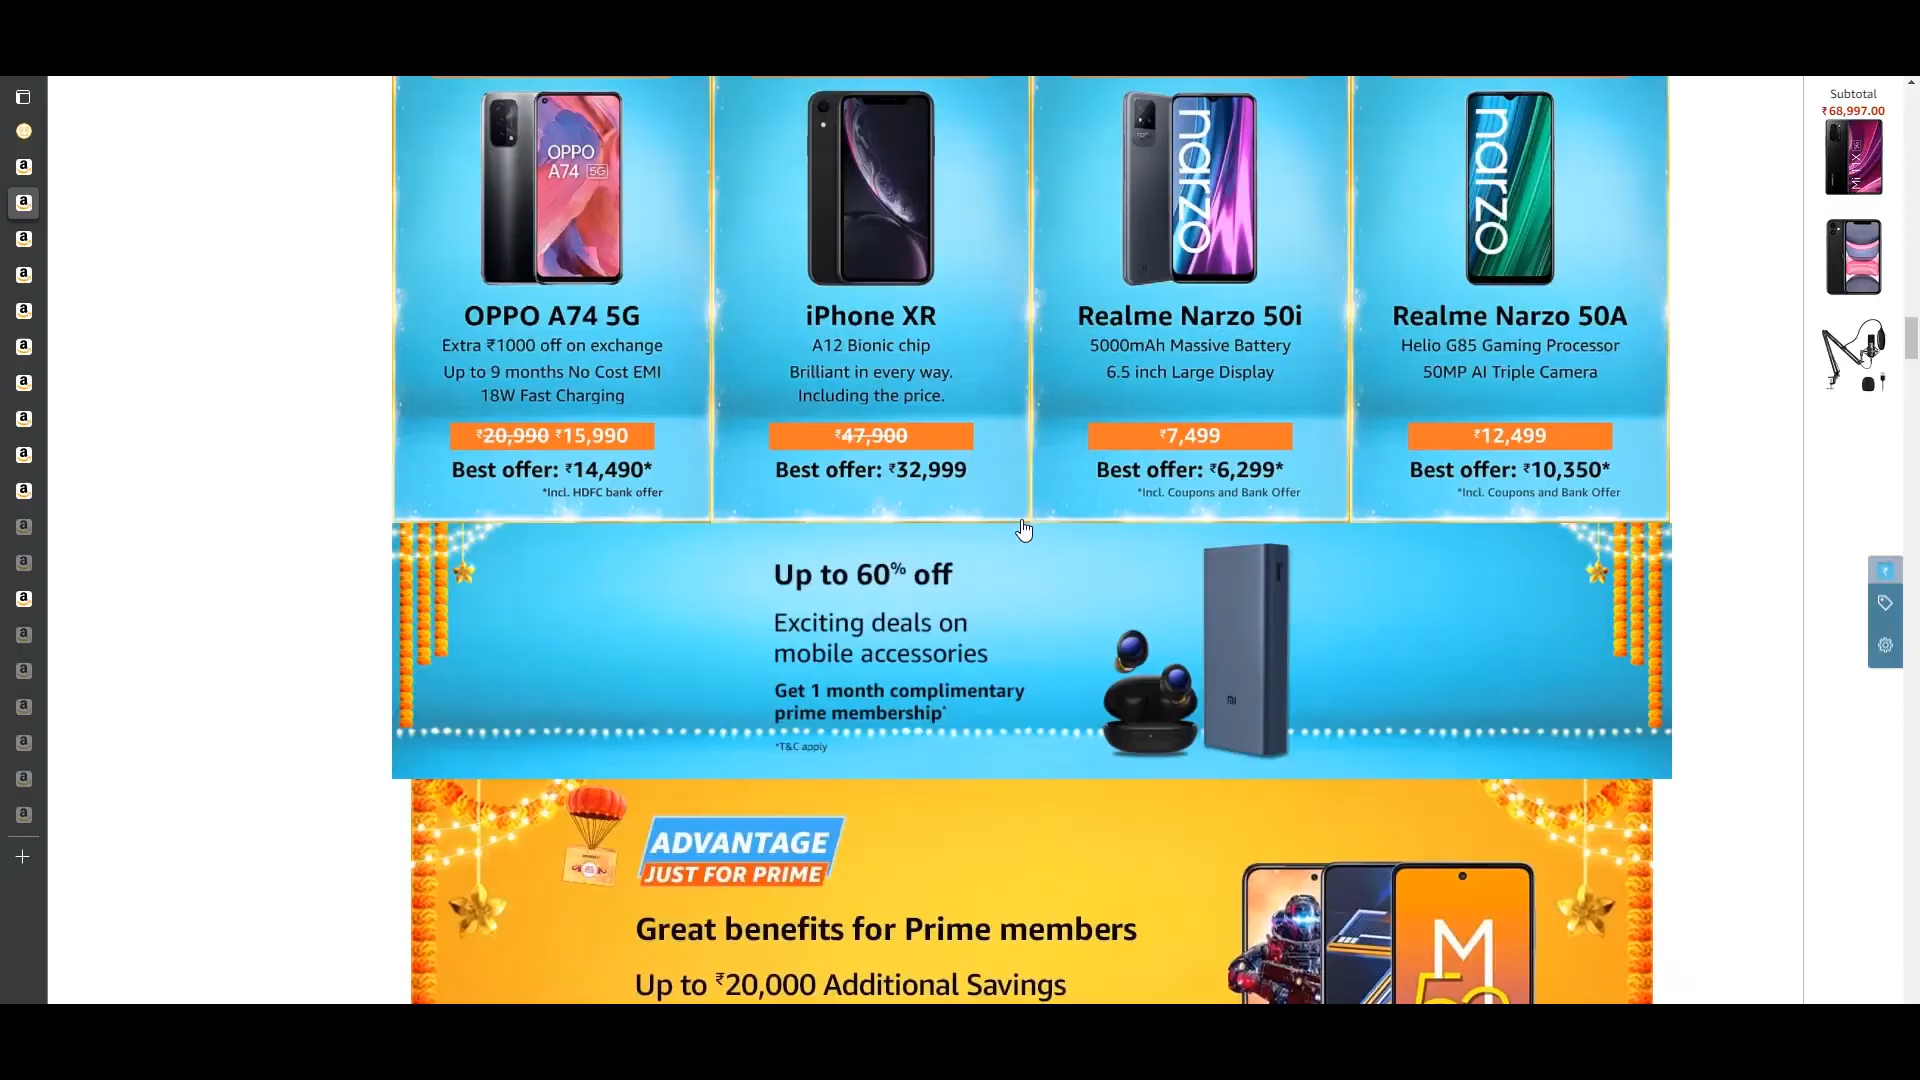 Subtotal
₹68,997.00
Mi 11X 5G
OPPO
A74 5G
narzo
narzo
OPPO A74 5G
Extra ₹1000 off on exchange
Up to 9 months No Cost EMI
18W Fast Charging
₹20,990 ₹15,990
Best offer: ₹14,490*
*Incl. HDFC bank offer
iPhone XR
A12 Bionic chip
Brilliant in every way.
Including the price.
₹47,900
Best offer: ₹32,999
Realme Narzo 50i
5000mAh Massive Battery
6.5 inch Large Display
₹7,499
Best offer: ₹6,299*
*Incl. Coupons and Bank Offer
Realme Narzo 50A
Helio G85 Gaming Processor
50MP AI Triple Camera
₹12,499
Best offer: ₹10,350*
*Incl. Coupons and Bank Offer
Up to 60% off
Exciting deals on
mobile accessories
Get 1 month complimentary
prime membership*
*T&C apply
MI
ADVANTAGE
JUST FOR PRIME
Great benefits for Prime members
Up to ₹20,000 Additional Savings
M